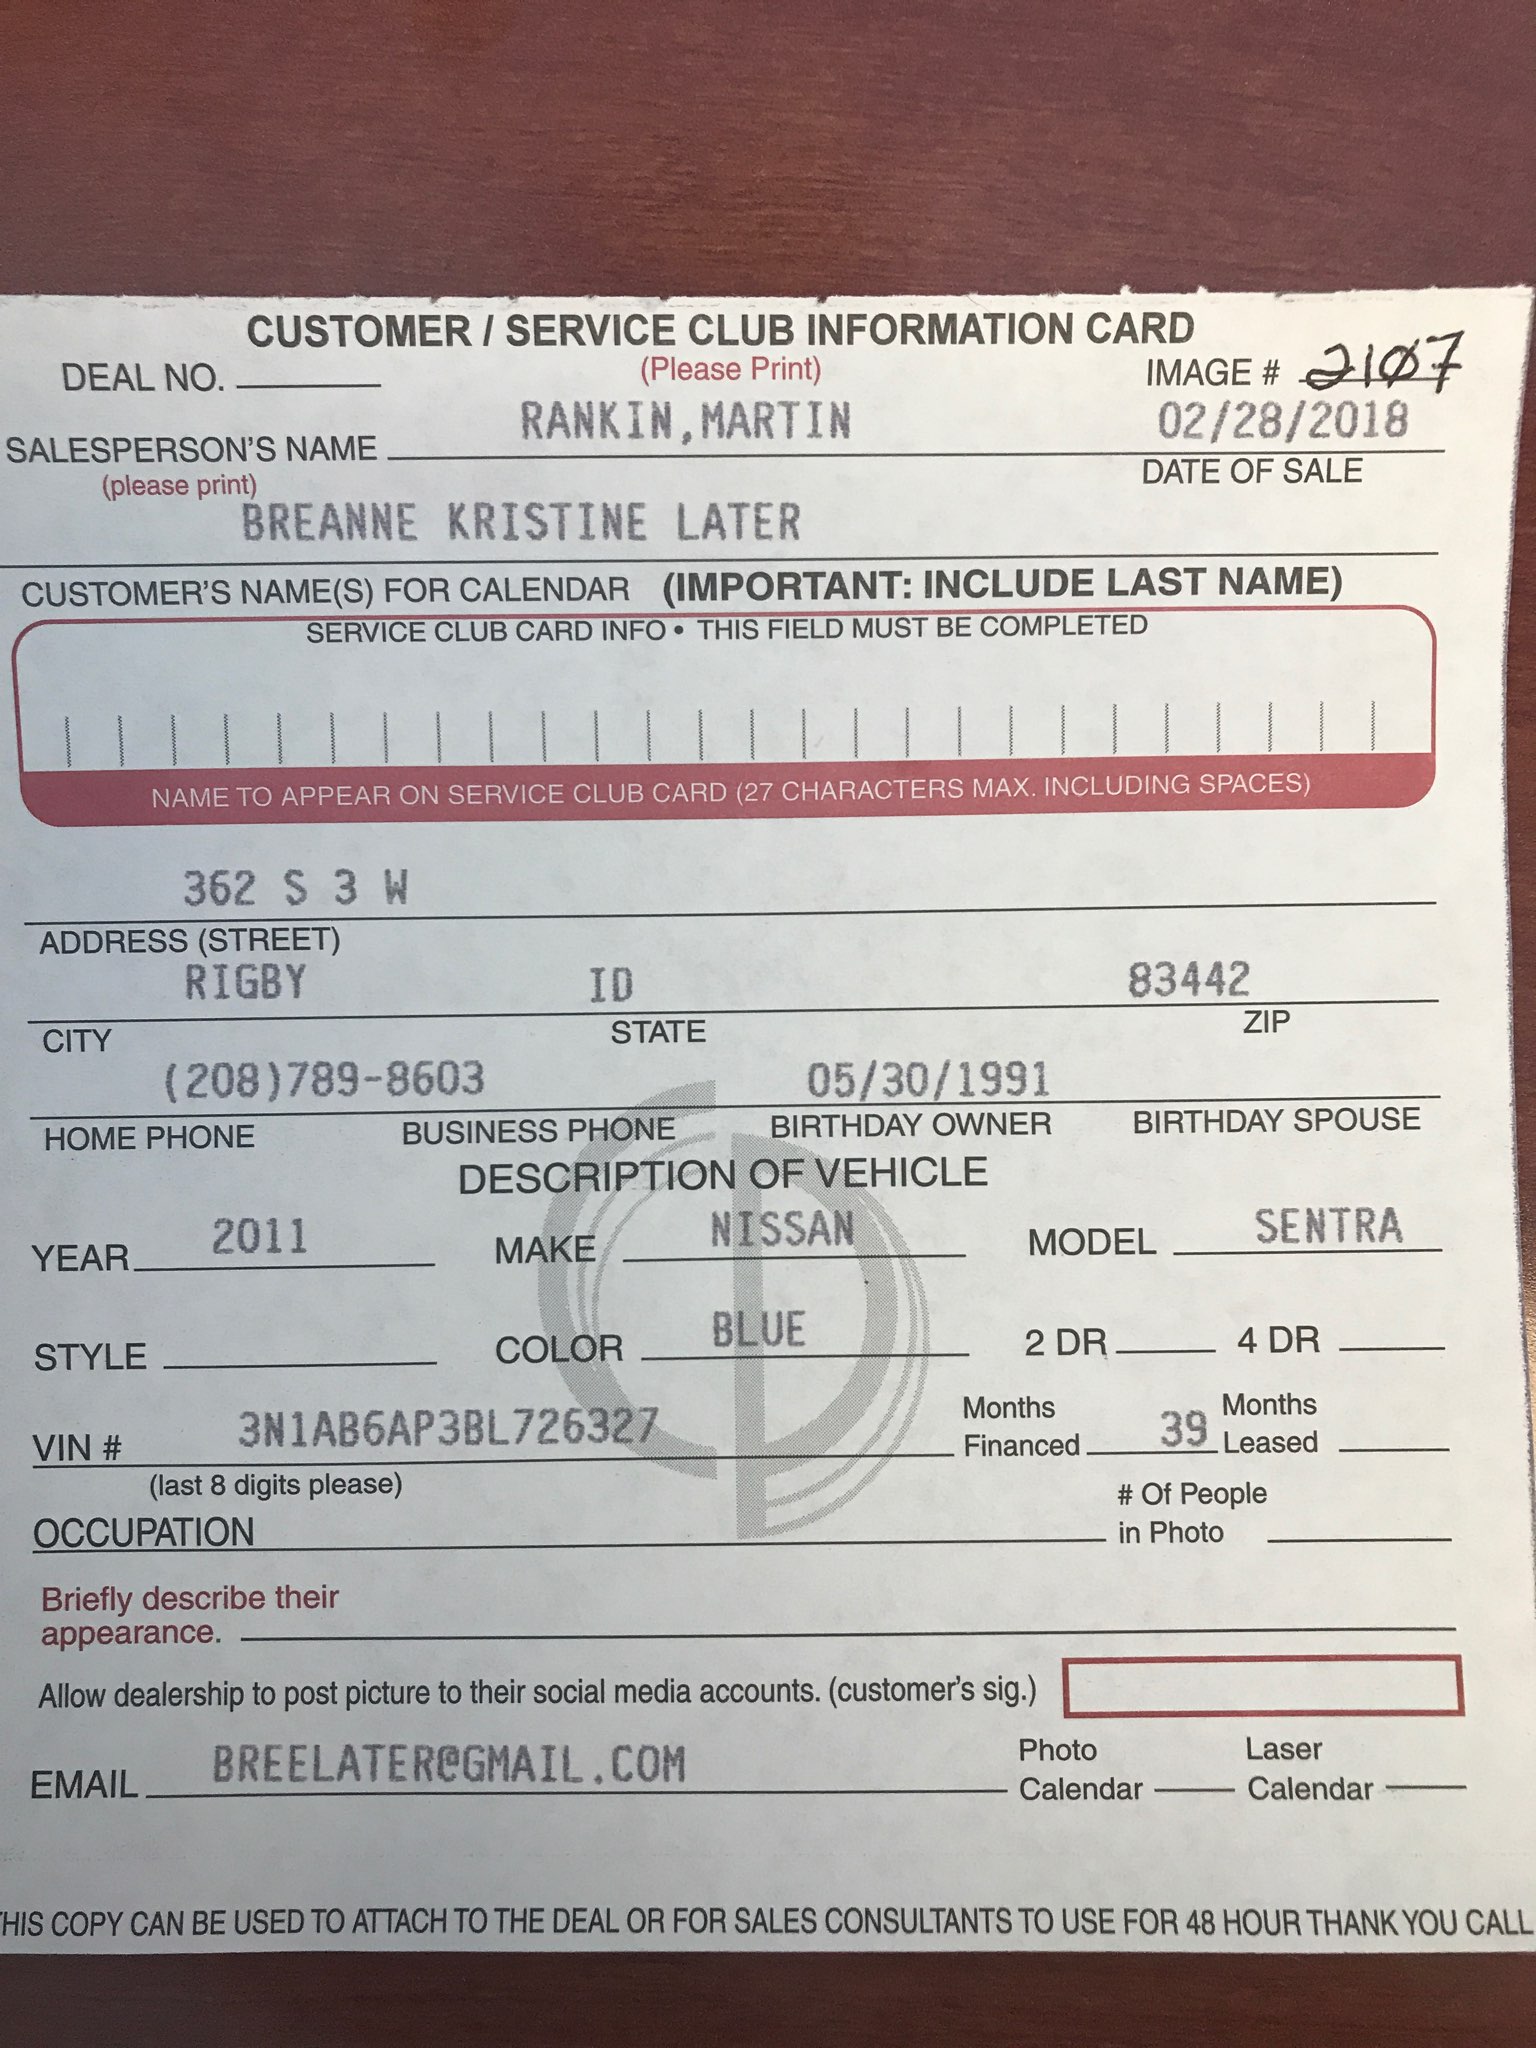 CUSTOMER / SERVICE CLUB INFORMATION CARD
DEAL NO. (Please Print) IMAGE # 2107
RANKIN,MARTIN 02/28/2018
SALESPERSON'S NAME DATE OF SALE
(please print)
BREANNE KRISTINE LATER
CUSTOMER'S NAME(S) FOR CALENDAR (IMPORTANT: INCLUDE LAST NAME)
SERVICE CLUB CARD INFO • THIS FIELD MUST BE COMPLETED
NAME TO APPEAR ON SERVICE CLUB CARD (27 CHARACTERS MAX. INCLUDING SPACES)
362 S 3 W
ADDRESS (STREET)
RIGBY ID 83442
CITY STATE ZIP
(208)789-8603 05/30/1991
HOME PHONE BUSINESS PHONE BIRTHDAY OWNER BIRTHDAY SPOUSE
DESCRIPTION OF VEHICLE
YEAR 2011 MAKE NISSAN MODEL SENTRA
STYLE COLOR BLUE 2 DR 4 DR
VIN # 3N1AB6AP3BL726327 Months Financed 39 Months Leased
(last 8 digits please)
OCCUPATION # Of People in Photo
Briefly describe their
appearance.
Allow dealership to post picture to their social media accounts. (customer's sig.)
EMAIL BREELATER@GMAIL.COM Photo Calendar Laser Calendar
THIS COPY CAN BE USED TO ATTACH TO THE DEAL OR FOR SALES CONSULTANTS TO USE FOR 48 HOUR THANK YOU CALL